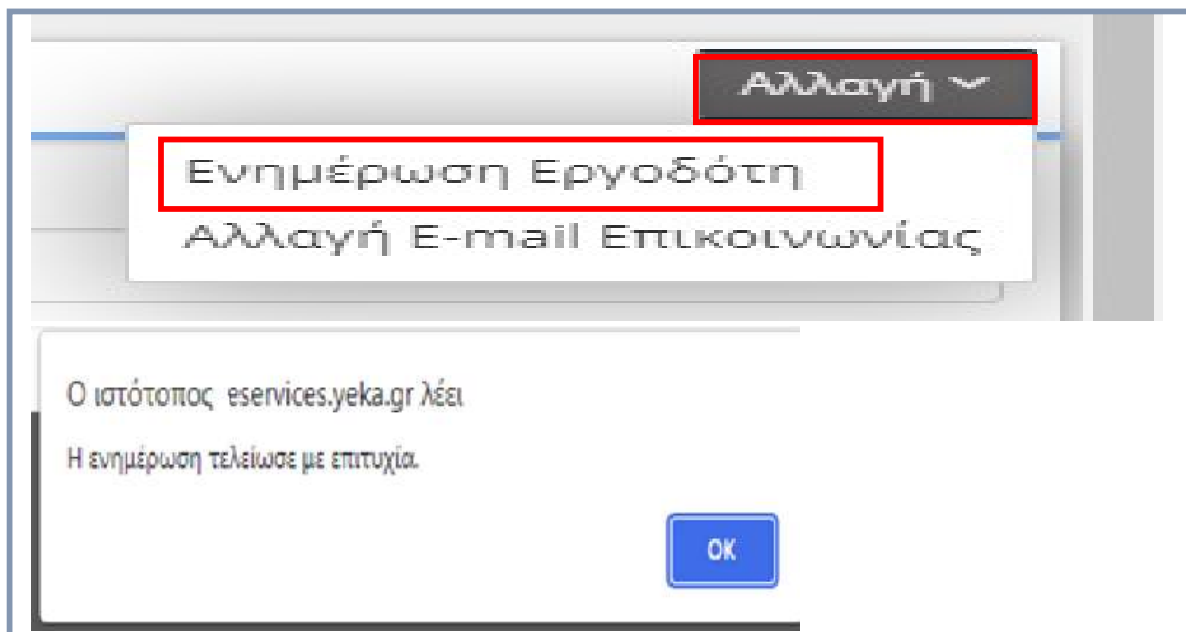 Αλλαγή
Ενημέρωση Εργοδότη
Αλλαγή E-mail Επικοινωνίας
Ο ιστότοπος eservices.yeka.gr λέει
Η ενημέρωση τελείωσε με επιτυχία.
OK